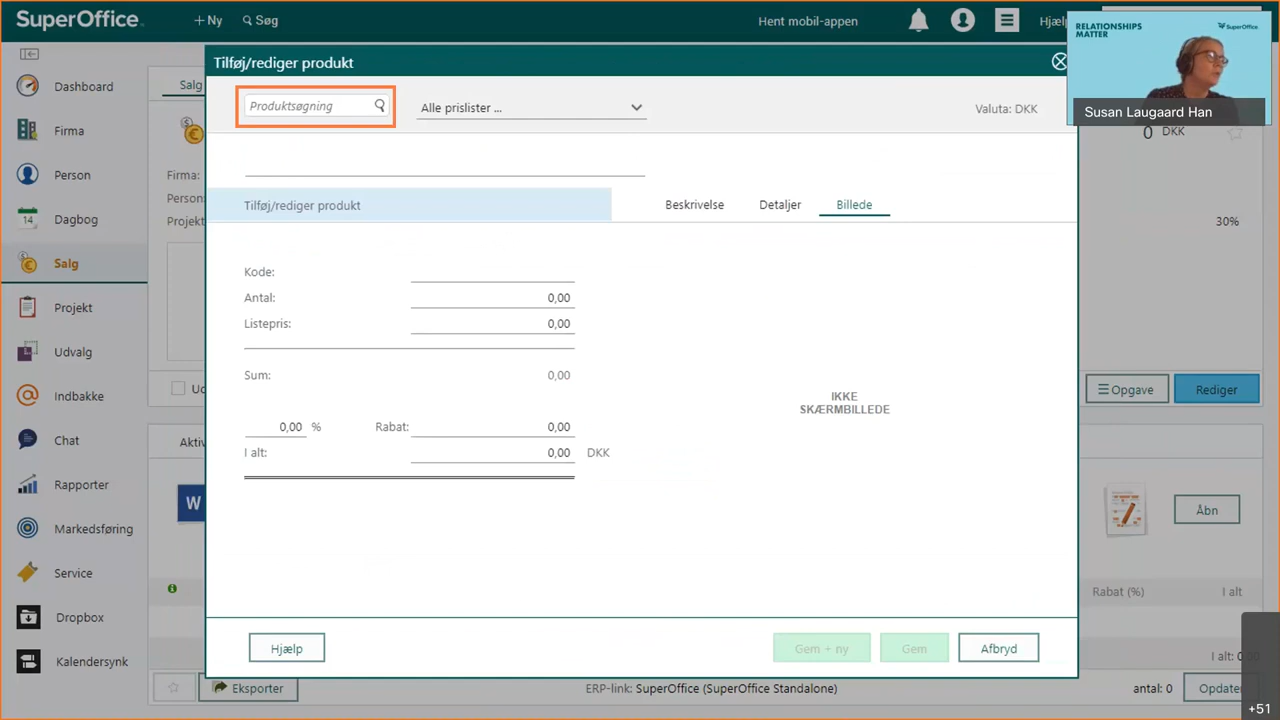 SuperOffice.
+ Ny
Søg
Hent mobil-appen
Hjæl
RELATIONSHIPS
MATTER
SuperOffice
Susan Laugaard Han
Dashboard
Firma
Person
Dagbog
14
Salg
Projekt
Udvalg
Indbakke
Chat
Rapporter
Markedsføring
Service
Dropbox
Kalendersynk
Salg
Firma:
Person:
Projekt
Tilføj/rediger produkt
Produktsøgning
Alle prislister ...
Valuta: DKK
Tilføj/rediger produkt
Beskrivelse
Detaljer
Billede
Kode:
Antal: 0,00
Listepris: 0,00
Sum: 0,00
0,00 % Rabat: 0,00
I alt: 0,00 DKK
IKKE
SKÆRMBILLEDE
Hjælp
Gem + ny
Gem
Afbryd
0 DKK
30%
Opgave
Rediger
Aktiv
W
Åbn
Rabat (%) I alt
I alt:
Eksporter
ERP-link: SuperOffice (SuperOffice Standalone)
antal: 0
Opdater
+51